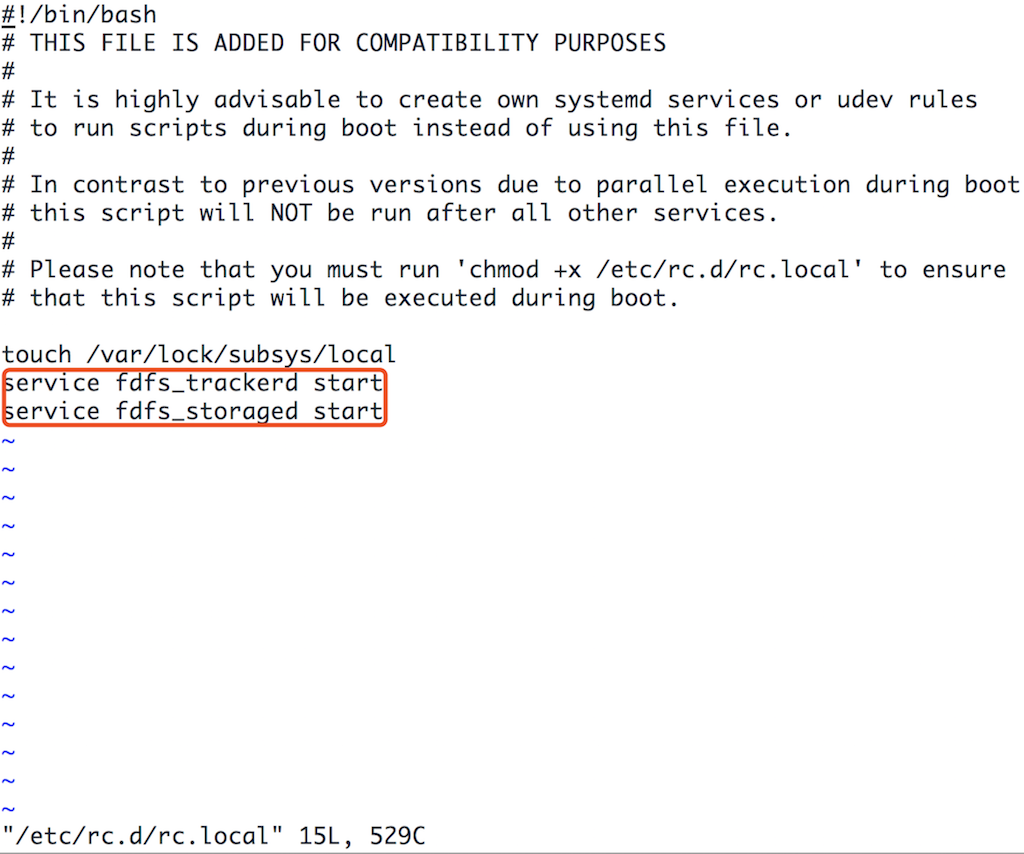 #!/bin/bash
# THIS FILE IS ADDED FOR COMPATIBILITY PURPOSES
#
# It is highly advisable to create own systemd services or udev rules
# to run scripts during boot instead of using this file.
#
# In contrast to previous versions due to parallel execution during boot
# this script will NOT be run after all other services.
#
# Please note that you must run 'chmod +x /etc/rc.d/rc.local' to ensure
# that this script will be executed during boot.

touch /var/lock/subsys/local
service fdfs_trackerd start
service fdfs_storaged start
~
~
~
~
~
~
~
~
~
~
~
~
~
~
"/etc/rc.d/rc.local" 15L, 529C